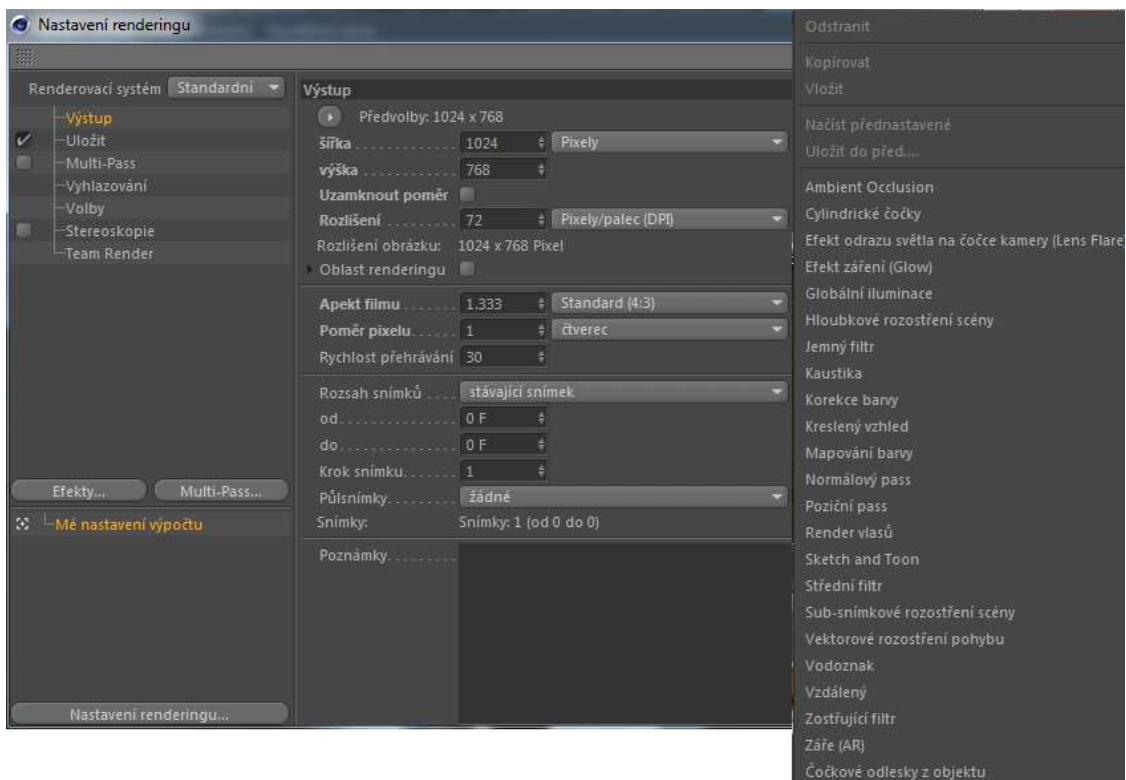 Nastavení renderingu
Renderovací systém Standardní
Výstup
Uložit
Multi-Pass
Vyhlazování
Volby
Stereoskopie
Team Render
Efekty...
Multi-Pass...
Mé nastavení výpočtu
Nastavení renderingu...
Výstup
Předvolby: 1024 x 768
šířka 1024 Pixely
výška 768
Uzamknout poměr
Rozlišení 72 Pixely/palec (DPI)
Rozlišení obrázku: 1024 x 768 Pixel
Oblast renderingu
Apekt filmu 1.333 Standard (4:3)
Poměr pixelu 1 čtverec
Rychlost přehrávání 30
Rozsah snímků stávající snímek
od 0 F
do 0 F
Krok snímku 1
Půlsnímky žádné
Snímky: Snímky: 1 (od 0 do 0)
Poznámky
Odstranit
Kopírovat
Vložit
Načíst přednastavené
Uložit do před....
Ambient Occlusion
Cylindrické čočky
Efekt odrazu světla na čočce kamery (Lens Flare)
Efekt záření (Glow)
Globální iluminace
Hloubkové rozostření scény
Jemný filtr
Kaustika
Korekce barvy
Kreslený vzhled
Mapování barvy
Normálový pass
Poziční pass
Render vlasů
Sketch and Toon
Střední filtr
Sub-snímkové rozostření scény
Vektorové rozostření pohybu
Vodoznak
Vzdálený
Zostřující filtr
Záře (AR)
Čočkové odlesky z objektu